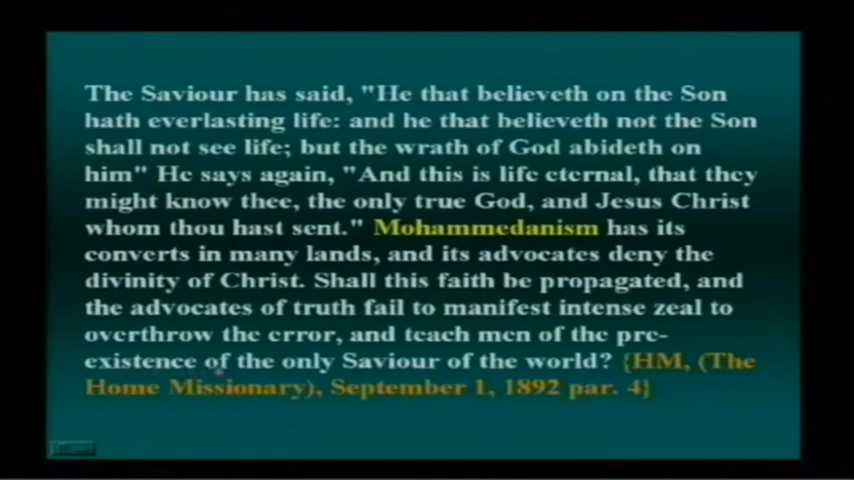 The Saviour has said, "He that believeth on the Son
hath everlasting life: and he that believeth not the Son
shall not see life; but the wrath of God abideth on
him" He says again, "And this is life eternal, that they
might know thee, the only true God, and Jesus Christ
whom thou hast sent." Mohammedanism has its
converts in many lands, and its advocates deny the
divinity of Christ. Shall this faith be propagated, and
the advocates of truth fail to manifest intense zeal to
overthrow the error, and teach men of the pre-
existence of the only Saviour of the world? {HM, (The
Home Missionary), September 1, 1892 par. 4}